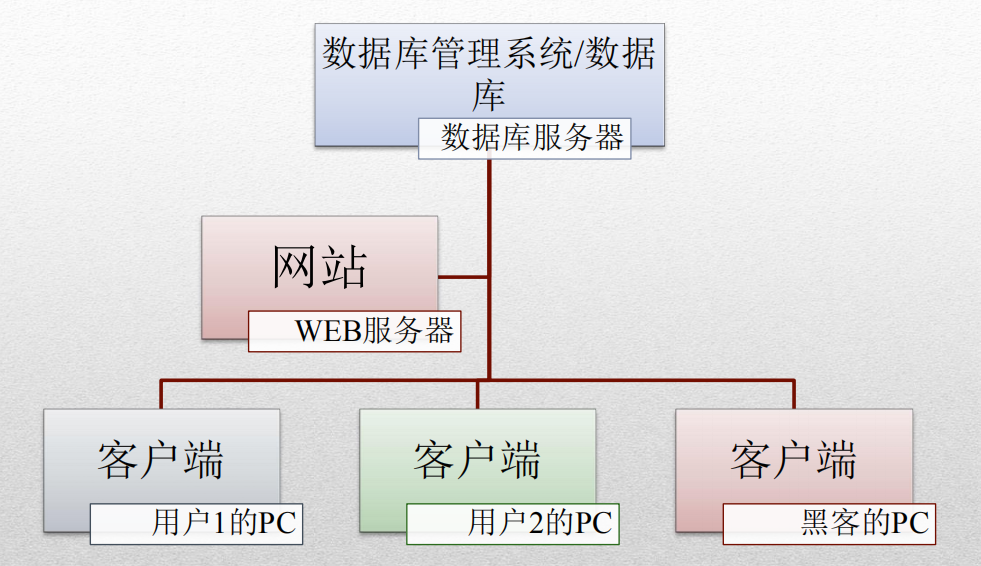 数据库管理系统/数据
库
数据库服务器
网站
WEB服务器
客户端
用户1的PC
客户端
用户2的PC
客户端
黑客的PC